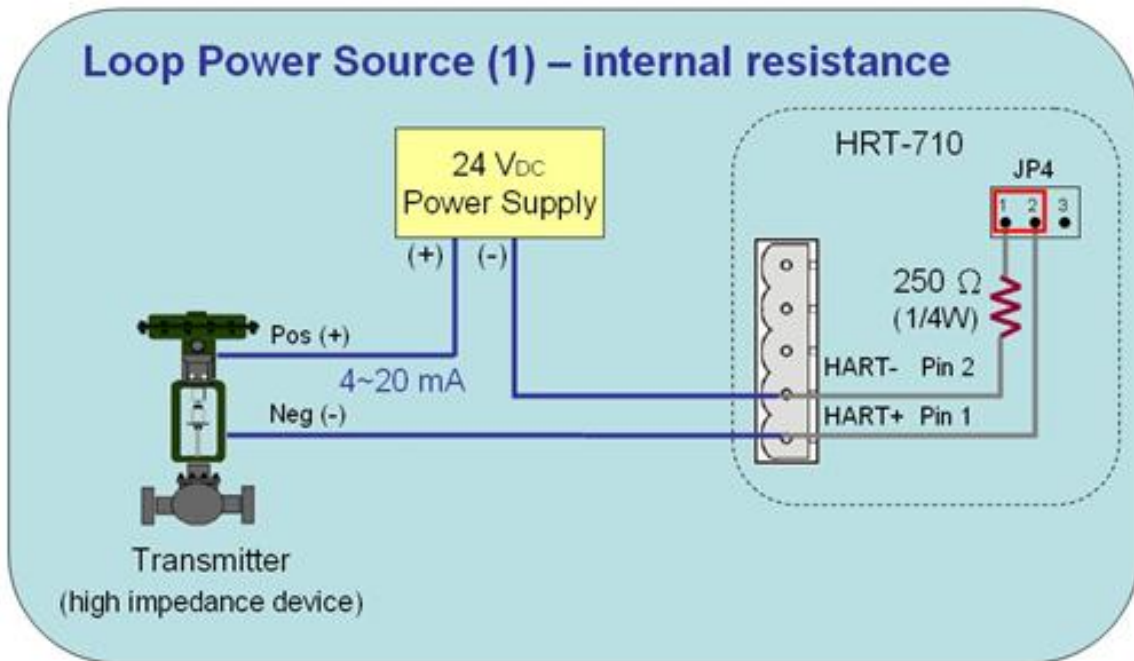 Loop Power Source (1) – internal resistance
HRT-710
JP4
1 2 3
24 VDC
Power Supply
(+) (-)
250 Ω
(1/4W)
Pos (+)
4~20 mA
HART- Pin 2
Neg (-)
HART+ Pin 1
Transmitter
(high impedance device)